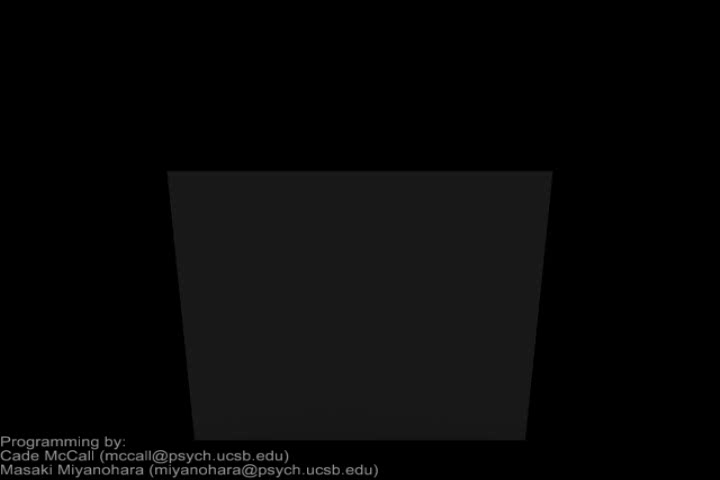 Programming by:
Cade McCall (mccall@psych.ucsb.edu)
Masaki Miyanohara (miyanohara@psych.ucsb.edu)